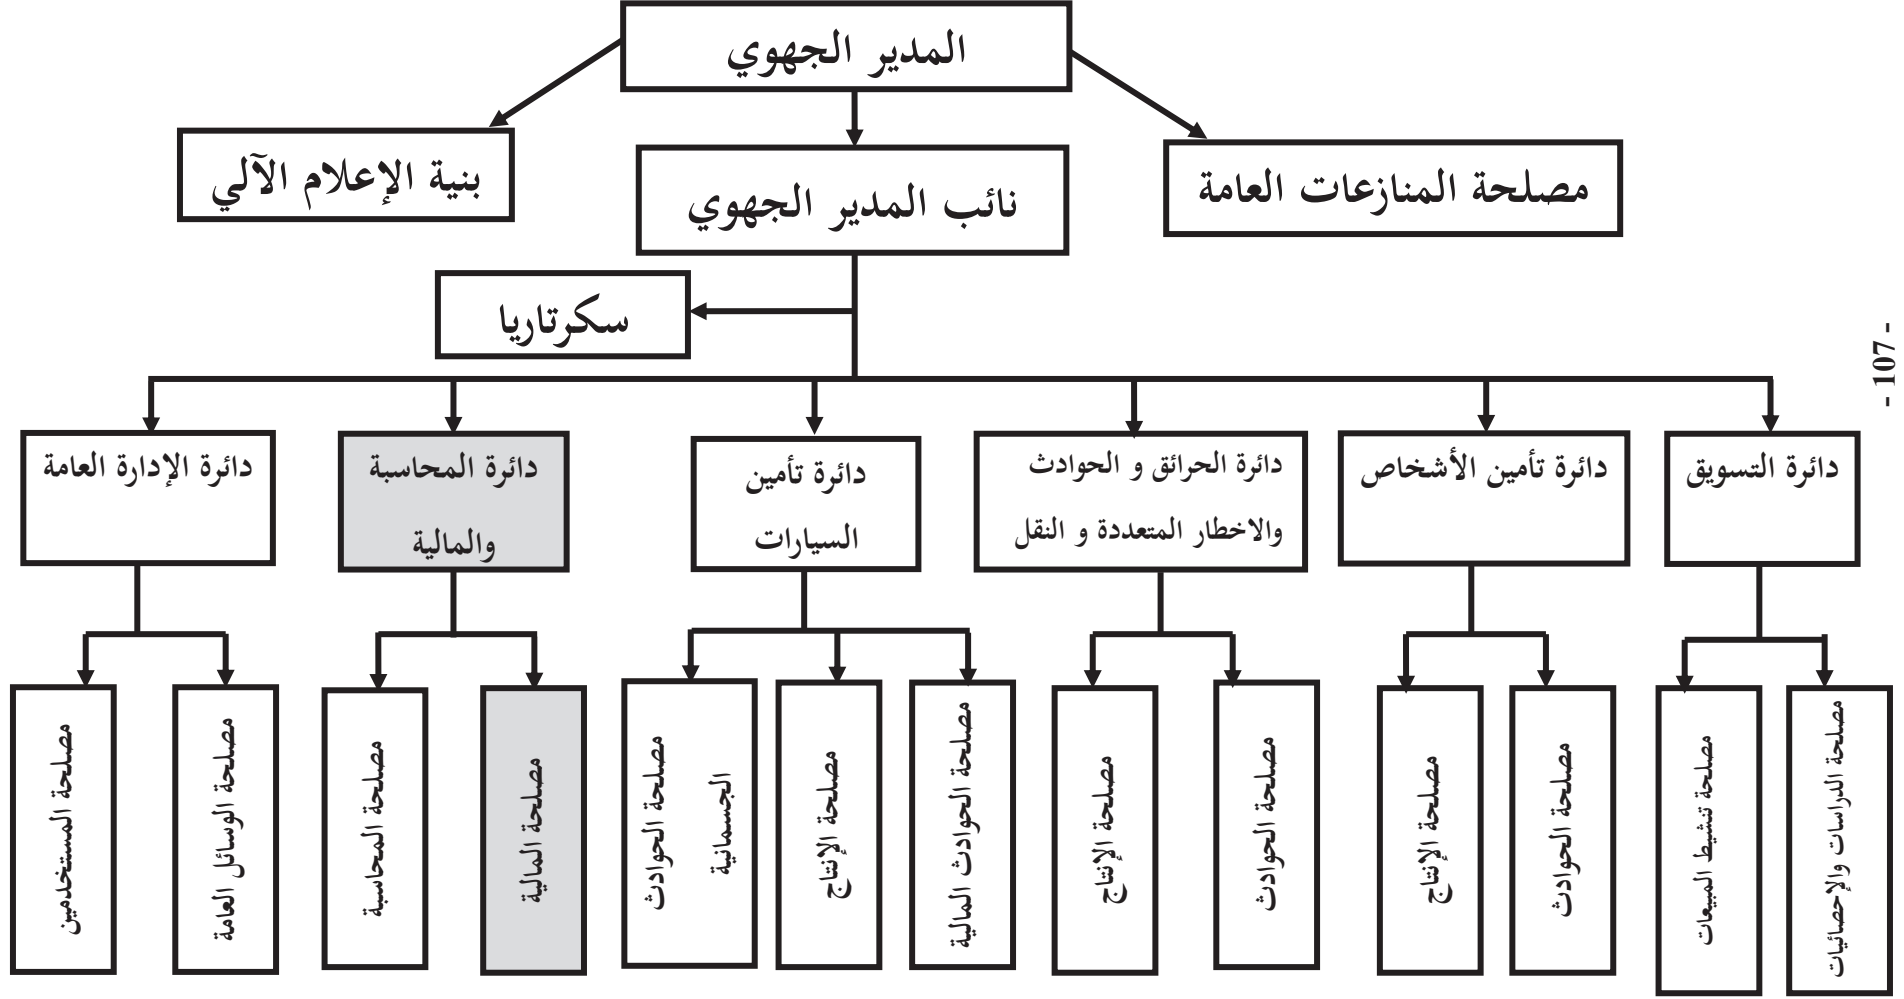 المدير الجهوي
مصلحة المنازعات العامة
نائب المدير الجهوي
بنية الإعلام الآلي
سكرتاريا
- 107 -
دائرة التسويق
دائرة تأمين الأشخاص
دائرة الحرائق و الحوادث
والاخطار المتعددة و النقل
دائرة تأمين
السيارات
دائرة المحاسبة
والمالية
دائرة الإدارة العامة
مصلحة الدراسات والإحصائيات
مصلحة تنشيط المبيعات
مصلحة الحوادث
مصلحة الإنتاج
مصلحة الحوادث
مصلحة الإنتاج
مصلحة الحوادث المالية
مصلحة الإنتاج
مصلحة الحوادث
الجسمانية
مصلحة المالية
مصلحة المحاسبة
مصلحة الوسائل العامة
مصلحة المستخدمين